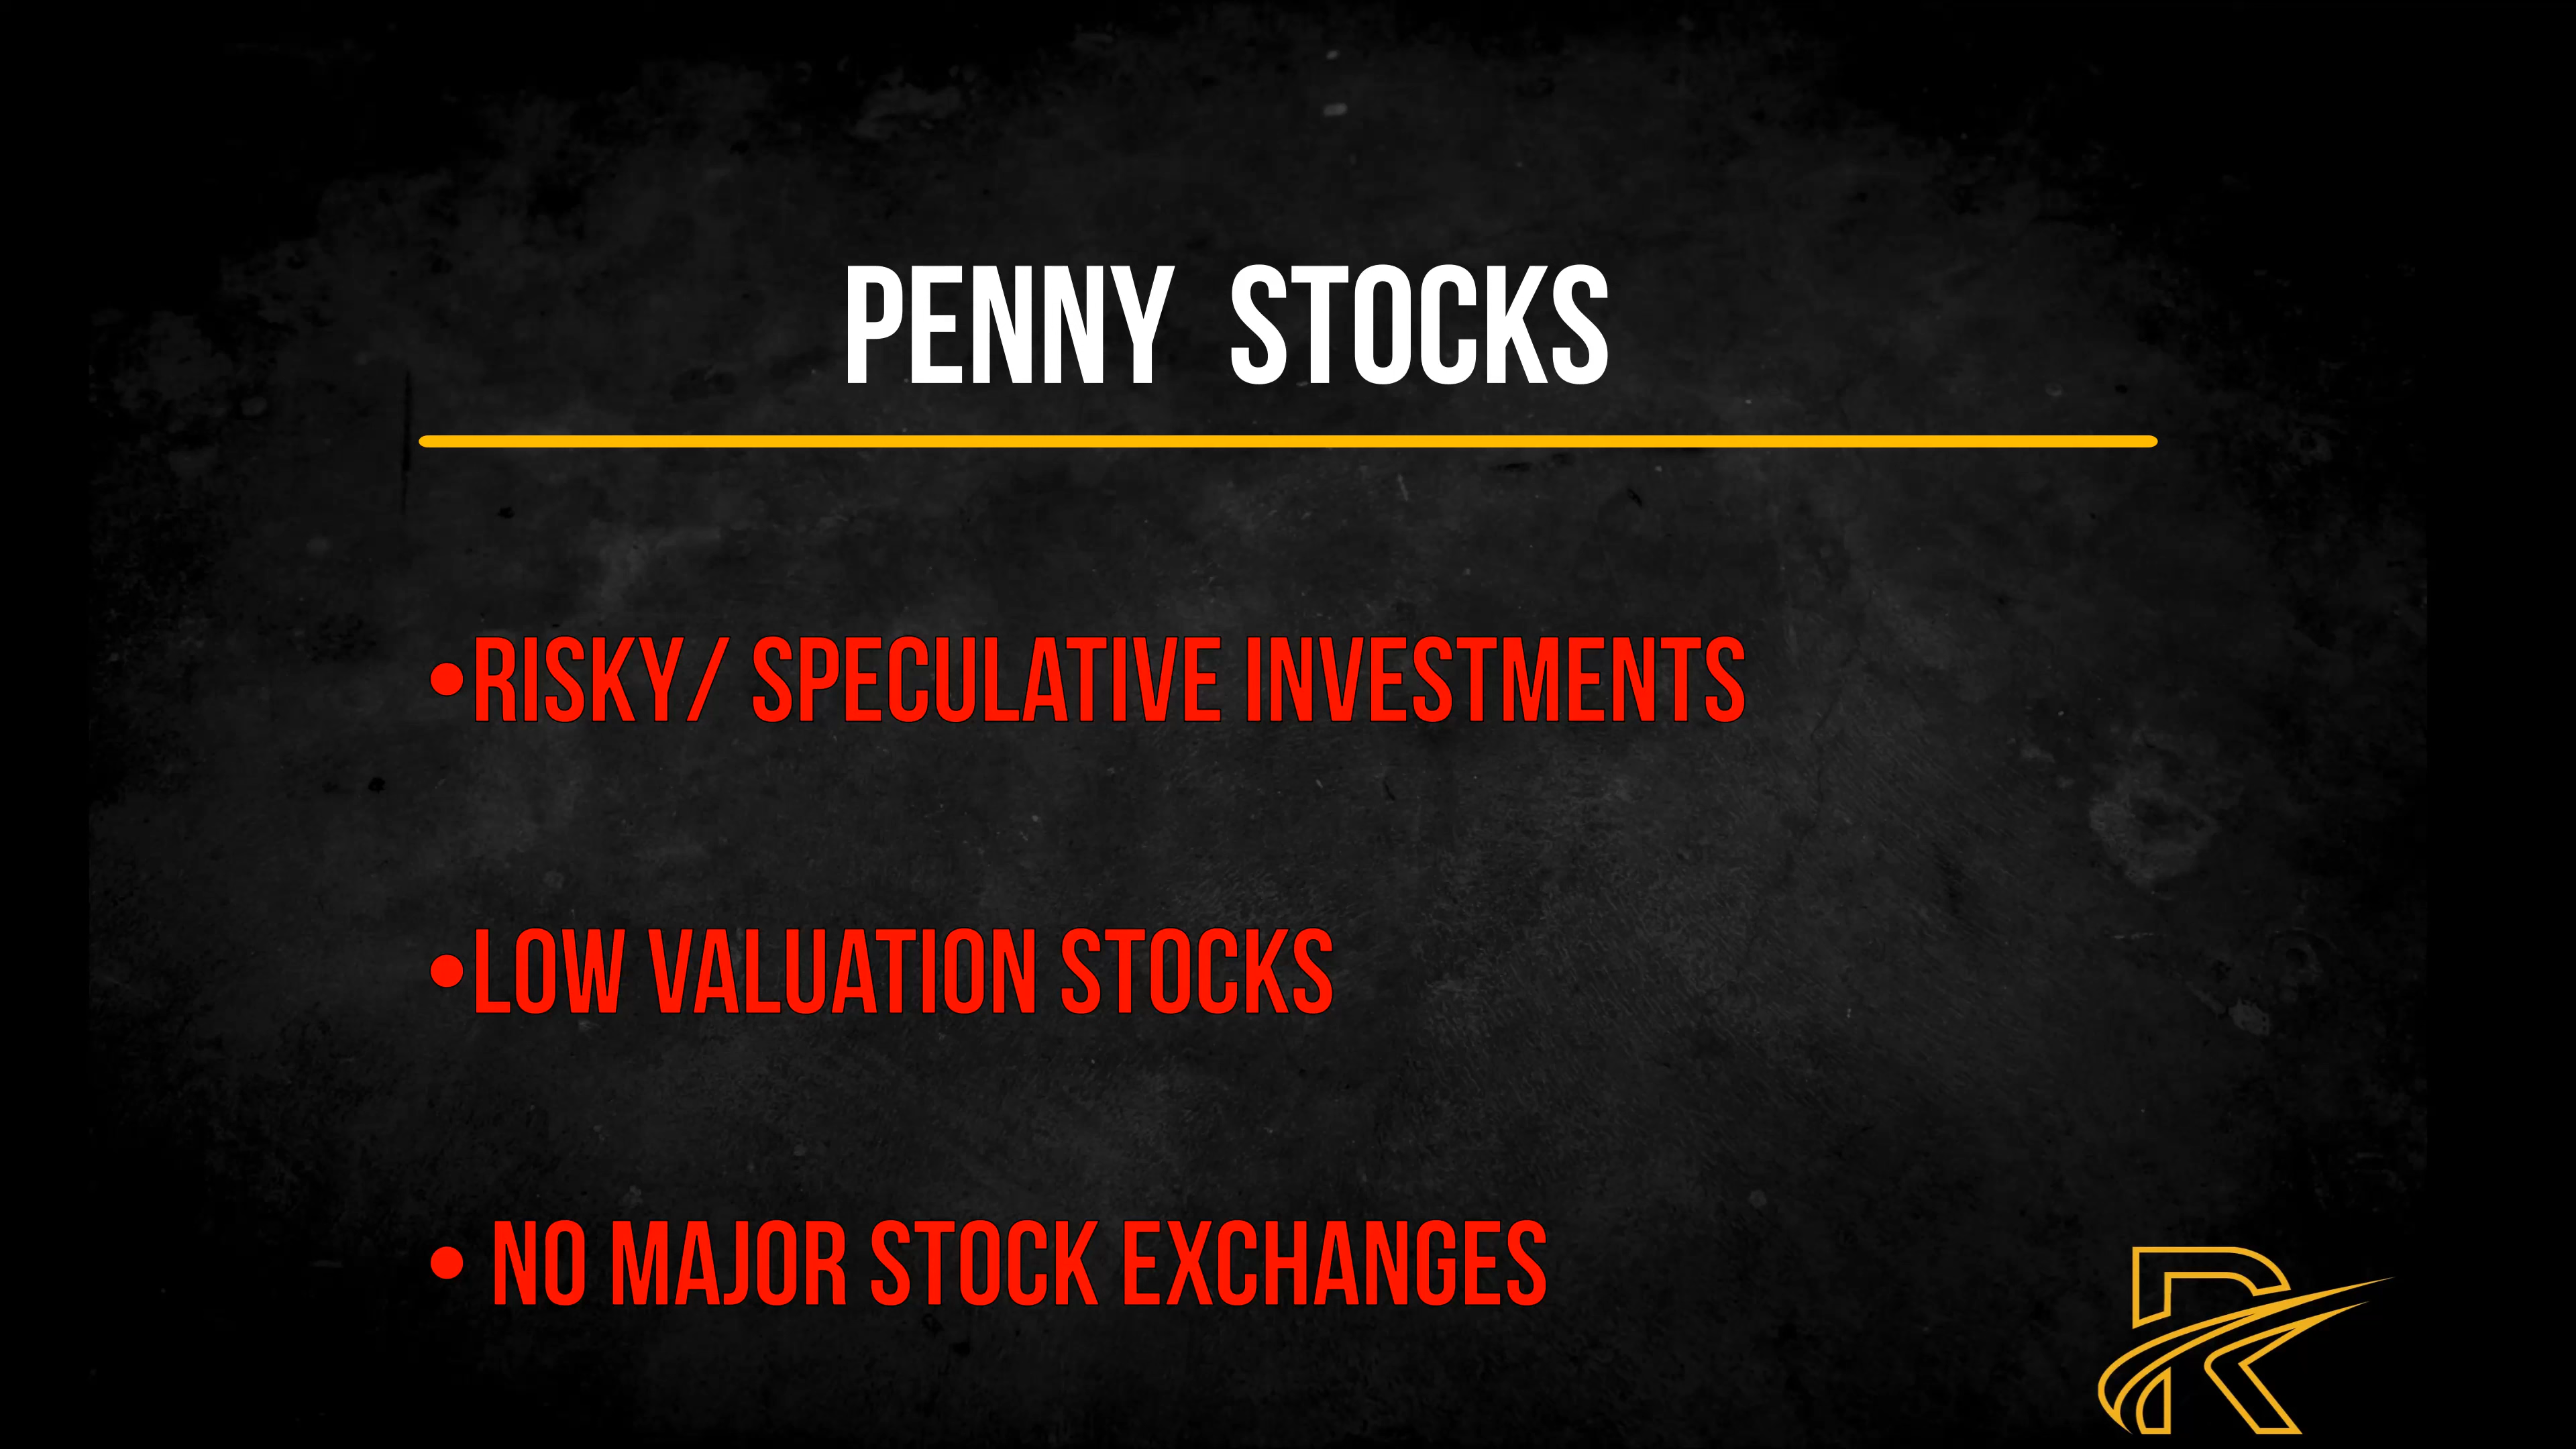 PENNY STOCKS
•RISKY/ SPECULATIVE INVESTMENTS
•LOW VALUATION STOCKS
• NO MAJOR STOCK EXCHANGES
R